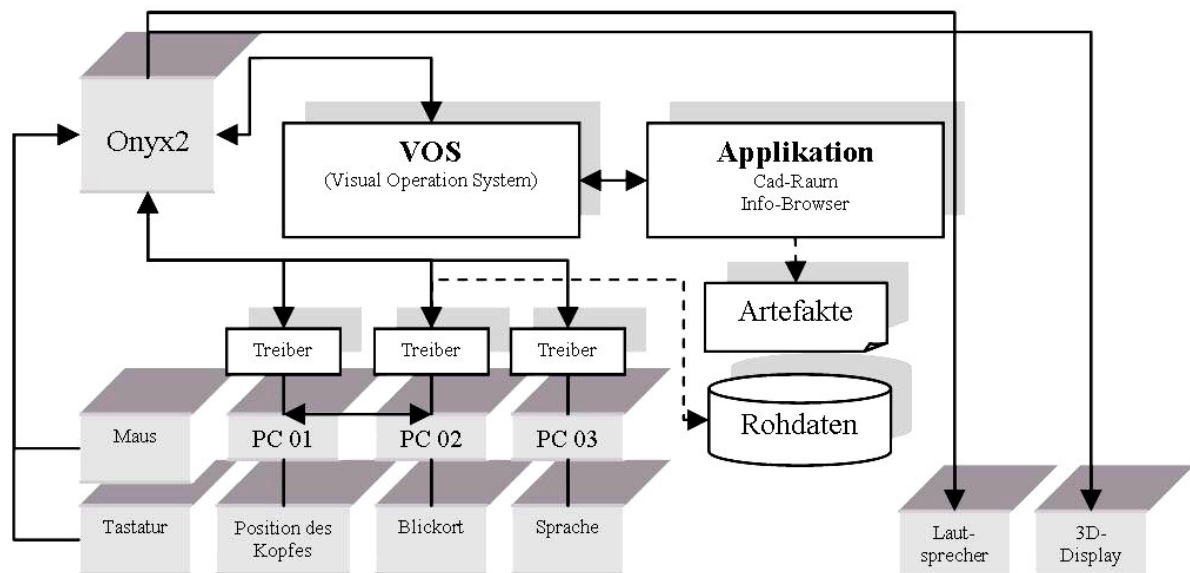 Onyx2
VOS
(Visual Operation System)
Applikation
Cad-Raum
Info-Browser
Artefakte
Treiber
Treiber
Treiber
Rohdaten
Maus
PC 01
PC 02
PC 03
Tastatur
Position des
Kopfes
Blickort
Sprache
Laut-
sprecher
3D-
Display